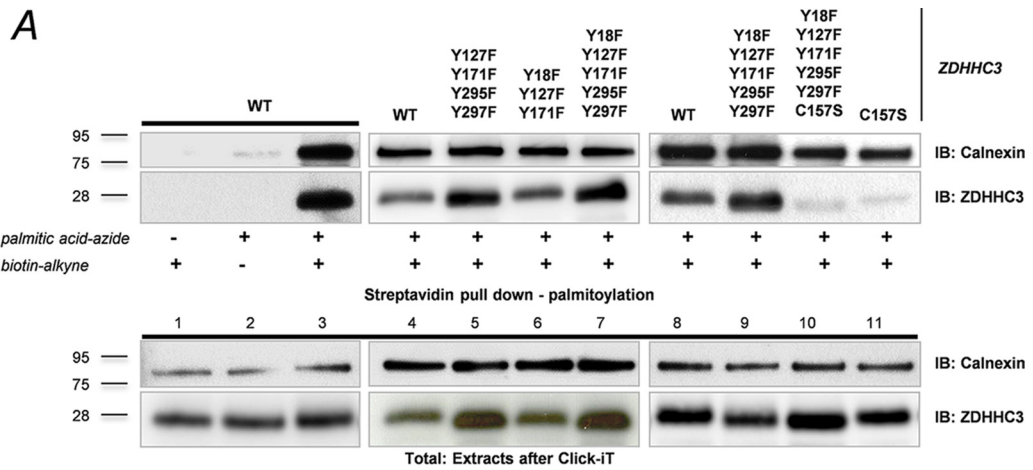 A
WT
WT
Y127F
Y171F
Y295F
Y297F
Y18F
Y127F
Y171F
Y18F
Y127F
Y171F
Y295F
Y297F
WT
Y18F
Y127F
Y171F
Y295F
Y297F
Y18F
Y127F
Y171F
Y295F
Y297F
C157S
C157S
ZDHHC3
95
75
IB: Calnexin
28
IB: ZDHHC3
palmitic acid-azide - + + + + + + + + + +
biotin-alkyne + - + + + + + + + + +
Streptavidin pull down - palmitoylation
1 2 3 4 5 6 7 8 9 10 11
95
75
IB: Calnexin
28
IB: ZDHHC3
Total: Extracts after Click-iT